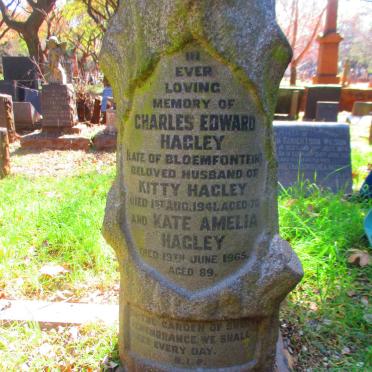 IN
EVER
LOVING
MEMORY OF
CHARLES EDWARD
HAGLEY
LATE OF BLOEMFONTEIN
BELOVED HUSBAND OF
KITTY HAGLEY
DIED 1ST AUG. 1941. AGED
AND KATE AMELIA
HAGLEY
DIED 19TH JUNE 1965.
AGED 89.
GARDEN OF
REMEMBRANCE WE SHALL
EVERY DAY.
R.I.P.